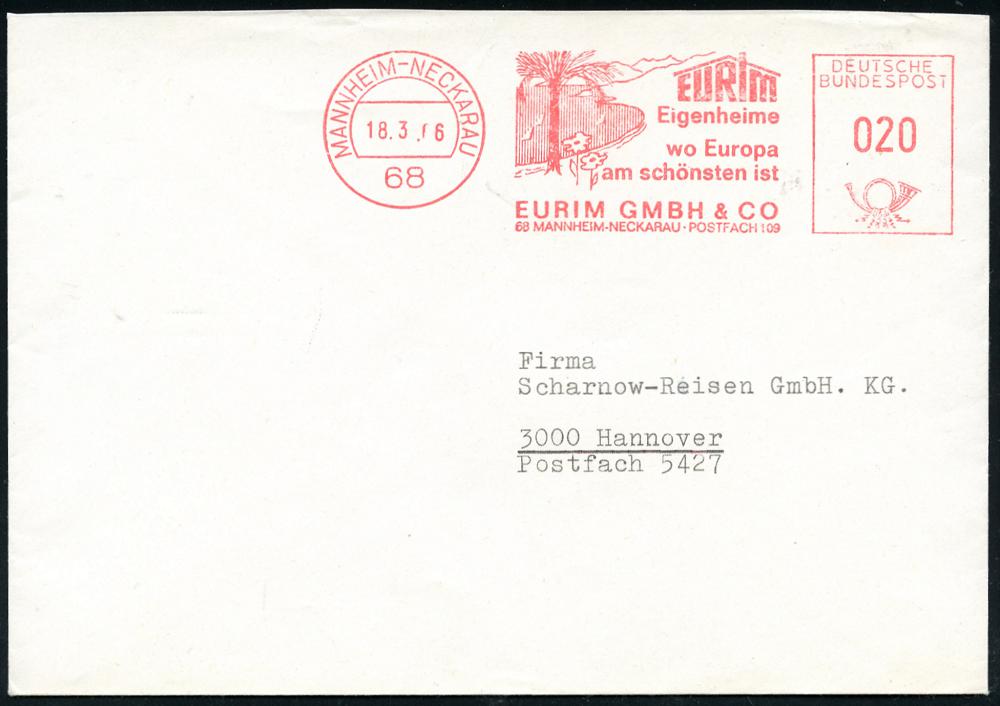 MANNHEIM-NECKARAU
18.3. 6
68
EURIM
Eigenheime
wo Europa
am schönsten ist
EURIM GMBH & CO
68 MANNHEIM-NECKARAU·POSTFACH 109
DEUTSCHE
BUNDESPOST
020
Firma
Scharnow-Reisen GmbH. KG.
3000 Hannover
Postfach 5427